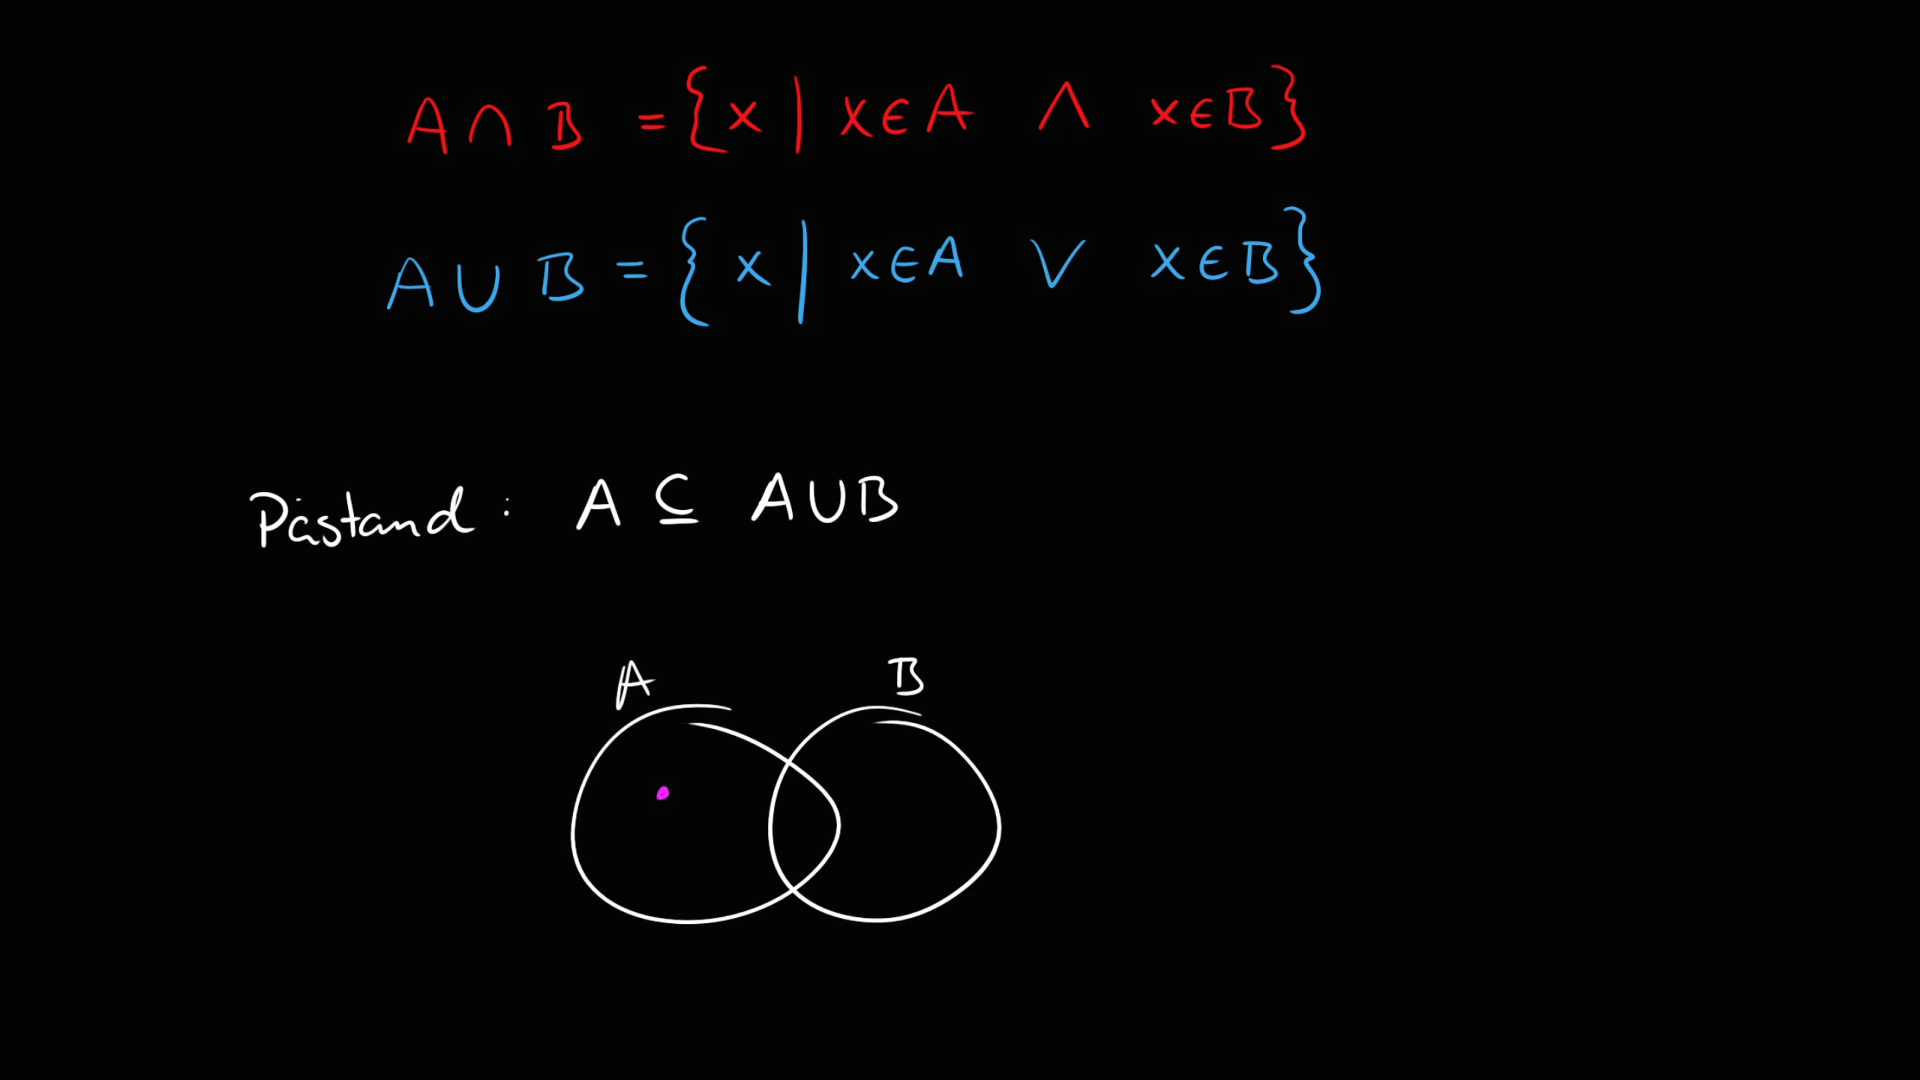 A ∩ B = {x | x ∈ A ∧ x ∈ B}
A ∪ B = {x | x ∈ A ∨ x ∈ B}
Påstand : A ⊆ A ∪ B
A B